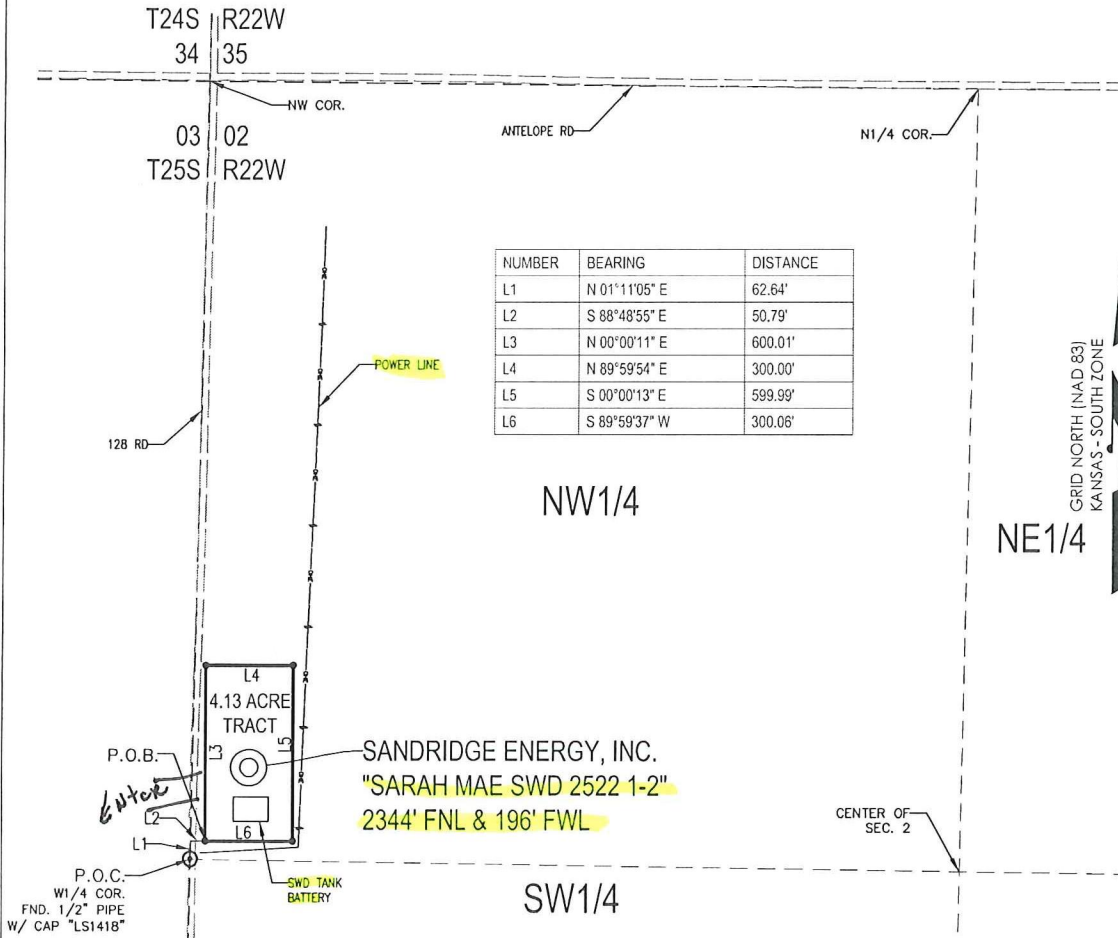 T24S R22W
34 35
NW COR.
ANTELOPE RD
N1/4 COR.
03 02
T25S R22W
NUMBER BEARING DISTANCE
L1 N 01°11'05" E 62.64'
L2 S 88°48'55" E 50.79'
L3 N 00°00'11" E 600.01'
L4 N 89°59'54" E 300.00'
L5 S 00°00'13" E 599.99'
L6 S 89°59'37" W 300.06'
POWER LINE
128 RD
GRID NORTH (NAD 83)
KANSAS - SOUTH ZONE
NW1/4
NE1/4
L4
4.13 ACRE
TRACT
L3
L5
P.O.B.
Enter
L2
L6
L1
SANDRIDGE ENERGY, INC.
"SARAH MAE SWD 2522 1-2"
2344' FNL & 196' FWL
CENTER OF
SEC. 2
P.O.C.
W1/4 COR.
FND. 1/2" PIPE
W/ CAP "LS1418"
SWD TANK
BATTERY
SW1/4